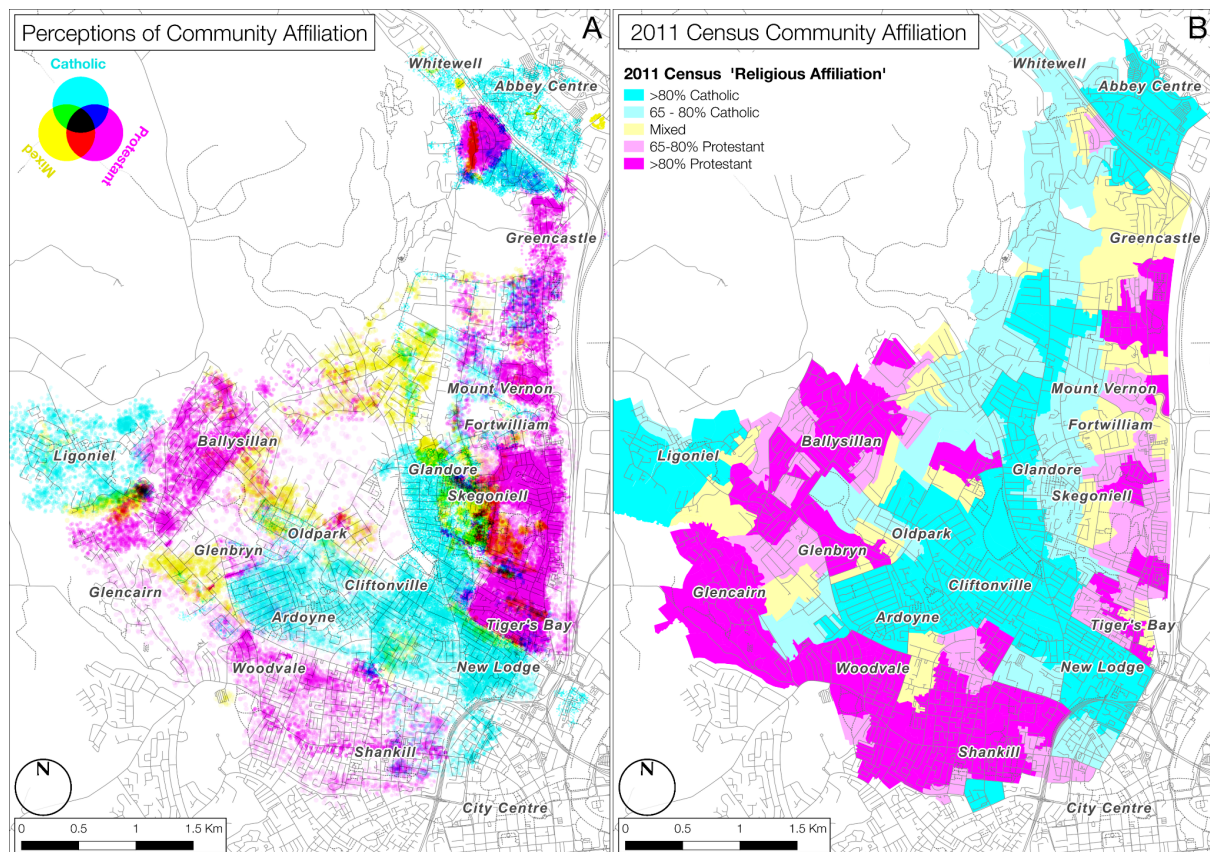 Perceptions of Community Affiliation
A
Catholic
Mixed
Protestant
Whitewell
Abbey Centre
Greencastle
Mount Vernon
Fortwilliam
Ballysillan
Ligoniel
Glandore
Skegoniell
Oldpark
Glenbryn
Cliftonville
Glencairn
Ardoyne
Tiger's Bay
Woodvale
New Lodge
Shankill
City Centre
N
0 0.5 1 1.5 Km
2011 Census Community Affiliation
B
2011 Census 'Religious Affiliation'
>80% Catholic
65 - 80% Catholic
Mixed
65-80% Protestant
>80% Protestant
Whitewell
Abbey Centre
Greencastle
Mount Vernon
Fortwilliam
Ballysillan
Ligoniel
Glandore
Skegoniell
Oldpark
Glenbryn
Cliftonville
Glencairn
Ardoyne
Tiger's Bay
Woodvale
New Lodge
Shankill
City Centre
N
0 0.5 1 1.5 Km